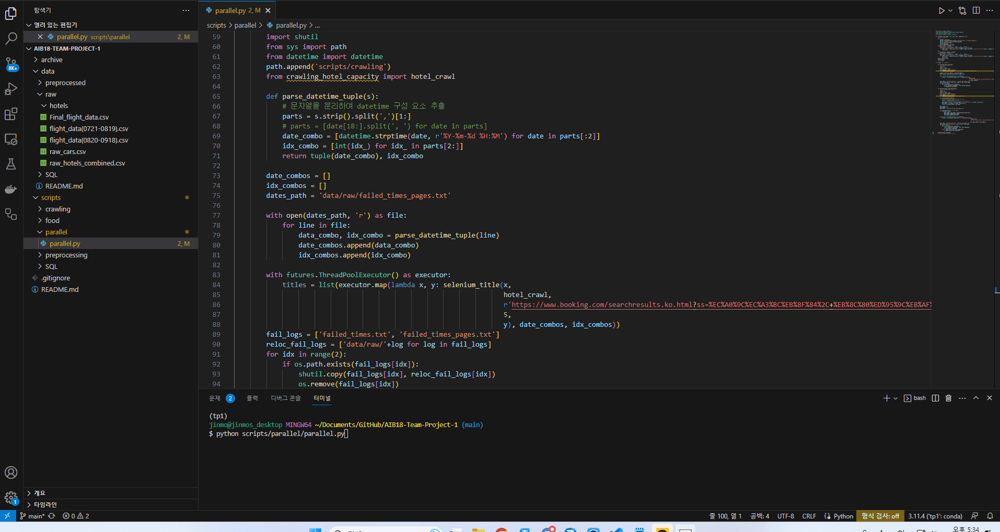 탐색기
열려 있는 편집기
parallel.py scripts\parallel 2, M
AIB18-TEAM-PROJECT-1
archive
data
preprocessed
raw
hotels
Final_flight_data.csv
flight_data(0721-0819).csv
flight_data(0820-0918).csv
raw_cars.csv
raw_hotels_combined.csv
SQL
README.md
scripts
crawling
food
parallel
parallel.py 2, M
preprocessing
SQL
.gitignore
README.md
개요
타임라인
8K+
1
parallel.py 2, M
scripts > parallel > parallel.py > ...
59 import shutil
60 from sys import path
61 from datetime import datetime
62 path.append('scripts/crawling')
63 from crawling_hotel_capacity import hotel_crawl
64
65 def parse_datetime_tuple(s):
66 # 문자열을 분리하여 datetime 구성 요소 추출
67 parts = s.strip().split(',')[1:]
68 # parts = [date[18:].split(', ') for date in parts]
69 date_combo = [datetime.strptime(date, r'%Y-%m-%d %H:%M') for date in parts[:2]]
70 idx_combo = [int(idx_) for idx_ in parts[2:]]
71 return tuple(date_combo), idx_combo
72
73 date_combos = []
74 idx_combos = []
75 dates_path = 'data/raw/failed_times_pages.txt'
76
77 with open(dates_path, 'r') as file:
78 for line in file:
79 data_combo, idx_combo = parse_datetime_tuple(line)
80 date_combos.append(data_combo)
81 idx_combos.append(idx_combo)
82
83 with futures.ThreadPoolExecutor() as executor:
84 titles = list(executor.map(lambda x, y: selenium_title(x,
85 hotel_crawl,
86 r'https://www.booking.com/searchresults.ko.html?ss=%EC%A0%9C%EC%A3%BC%EB%8F%84%2C+%EB%8C%80%ED%95%9C%EB%AF%
87 5,
88 y), date_combos, idx_combos))
89 fail_logs = ['failed_times.txt', 'failed_times_pages.txt']
90 reloc_fail_logs = ['data/raw/'+log for log in fail_logs]
91 for idx in range(2):
92 if os.path.exists(fail_logs[idx]):
93 shutil.copy(fail_logs[idx], reloc_fail_logs[idx])
94 os.remove(fail_logs[idx])
문제 2 출력 디버그 콘솔 터미널
bash
(tp1)
jinmo@jinmos_desktop MINGW64 ~/Documents/GitHub/AIB18-Team-Project-1 (main)
$ python scripts/parallel/parallel.py
main* 0 2
줄 100, 열 1 공백: 4 UTF-8 CRLF Python 형식 검사: off 3.11.4 ('tp1': conda)
오후 5:34